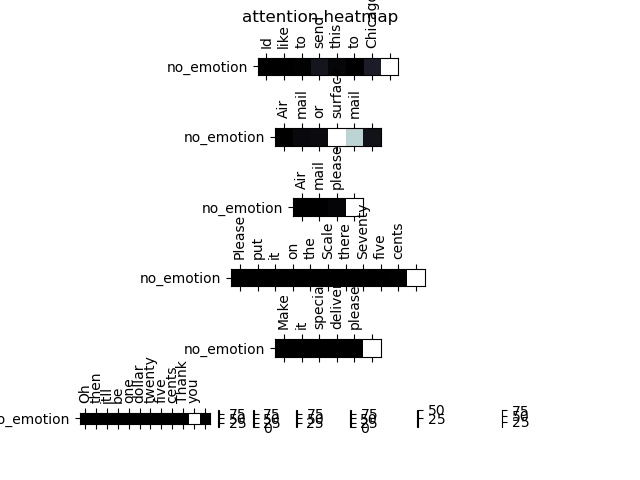 attention heatmap
Id like to send this to Chicago
no_emotion
Air mail or surface mail
no_emotion
Air mail please
no_emotion
Please put it on the Scale there Seventy five cents
no_emotion
Make it special delivery please
no_emotion
Oh then itll be one dollar twenty five cents Thank you
o_emotion
75 75 75 75 50 75
50 50 50 50 25 50
25 25 25 25 25
0 0